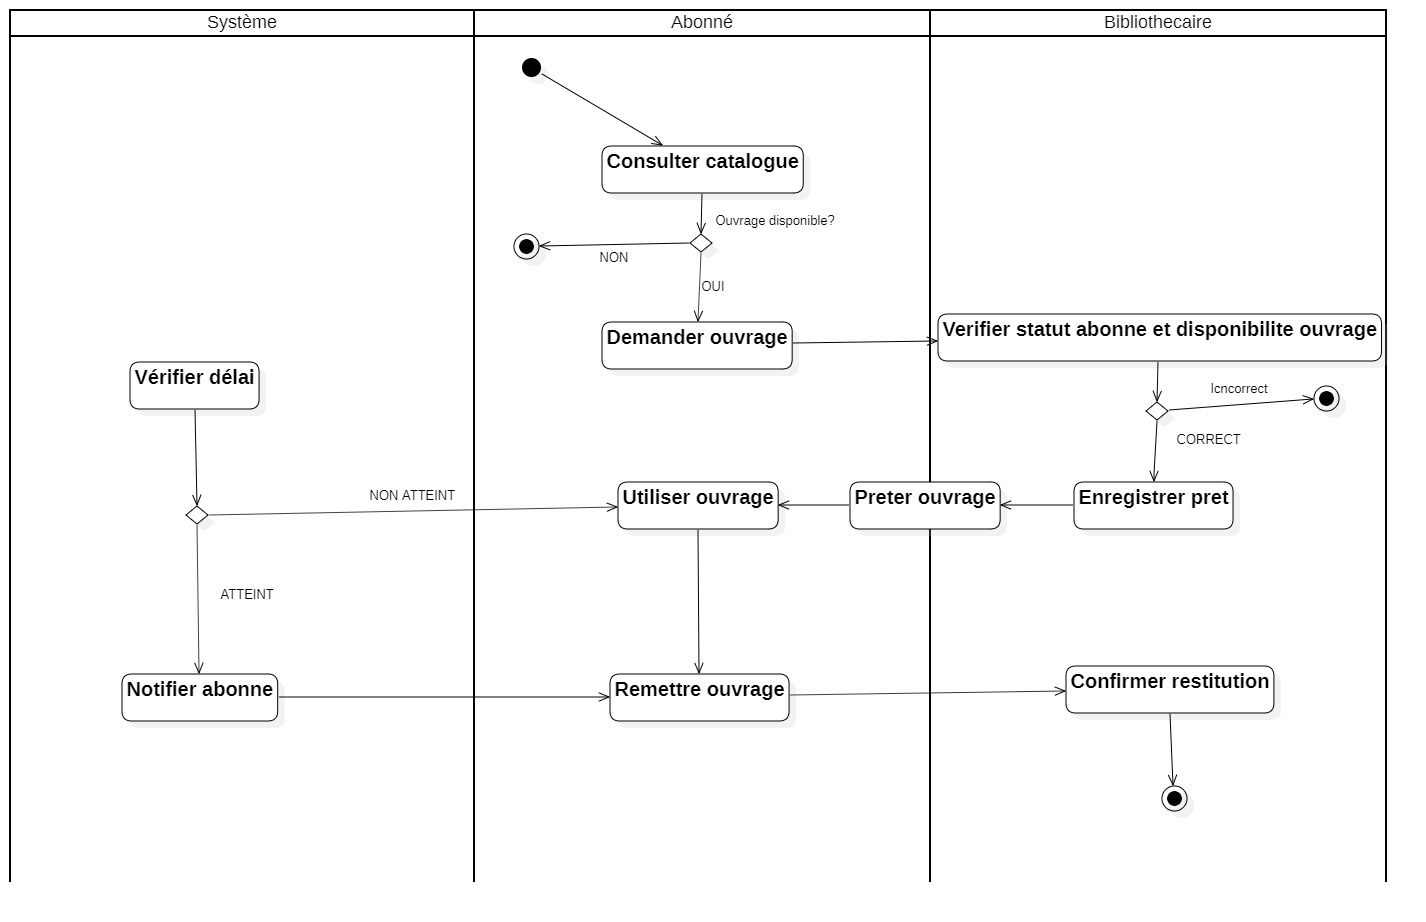 Système
Abonné
Bibliothecaire
Consulter catalogue
Ouvrage disponible?
NON
OUI
Demander ouvrage
Verifier statut abonne et disponibilite ouvrage
Vérifier délai
Icncorrect
CORRECT
NON ATTEINT
Utiliser ouvrage
Preter ouvrage
Enregistrer pret
ATTEINT
Notifier abonne
Remettre ouvrage
Confirmer restitution